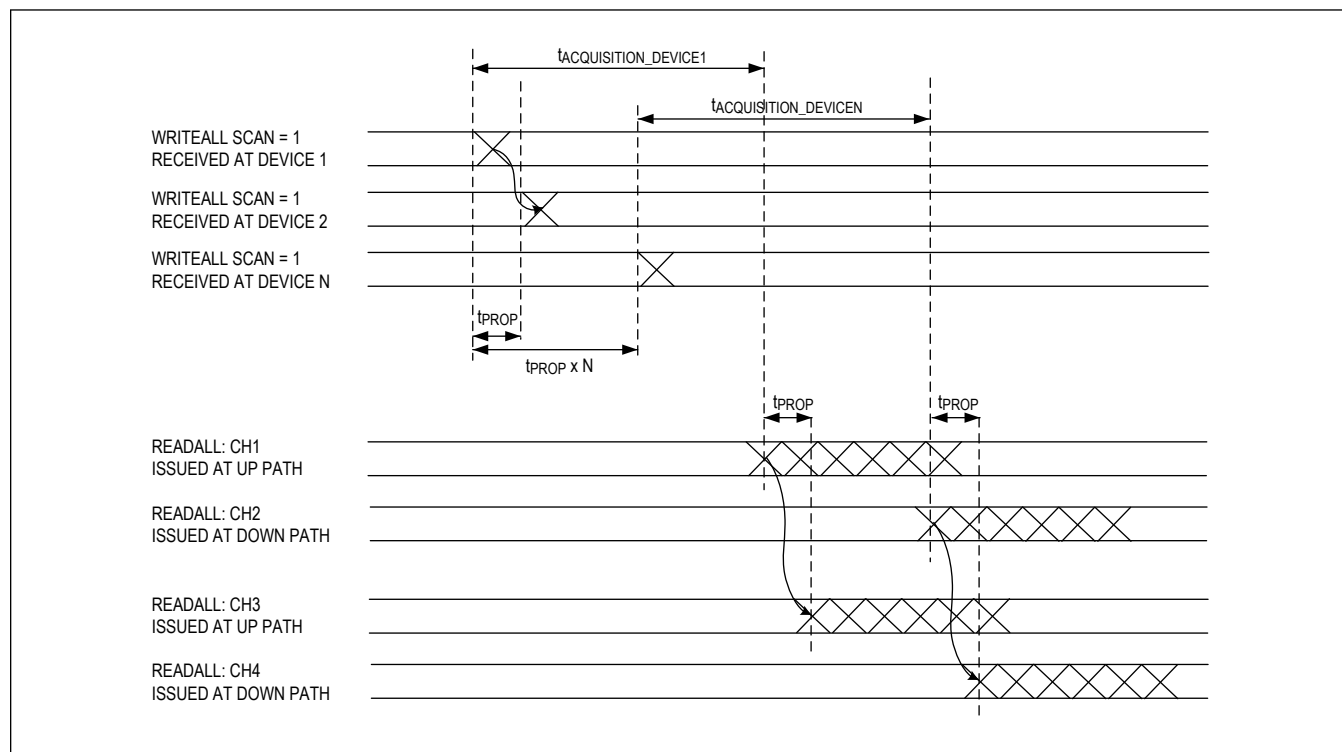 tACQUISITION_DEVICE1
tACQUISITION_DEVICEN
WRITEALL SCAN = 1
RECEIVED AT DEVICE 1
WRITEALL SCAN = 1
RECEIVED AT DEVICE 2
WRITEALL SCAN = 1
RECEIVED AT DEVICE N
tPROP
tPROP x N
tPROP
tPROP
READALL: CH1
ISSUED AT UP PATH
READALL: CH2
ISSUED AT DOWN PATH
READALL: CH3
ISSUED AT UP PATH
READALL: CH4
ISSUED AT DOWN PATH